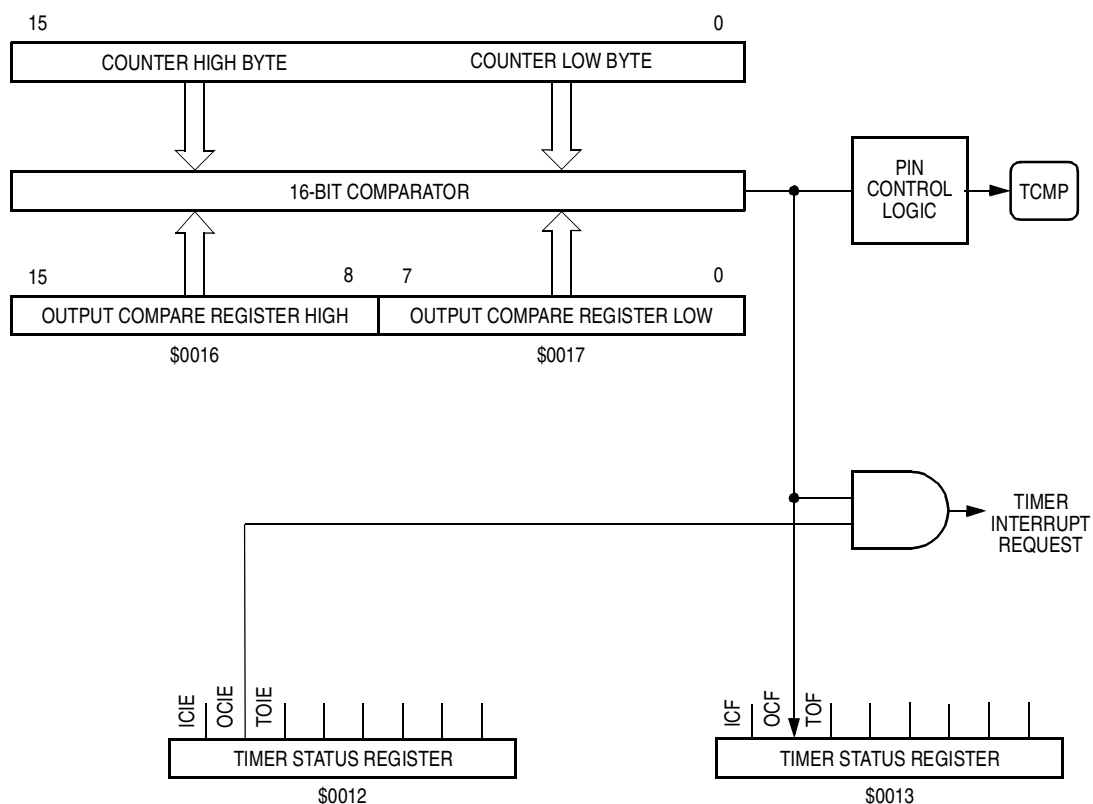 15 0
COUNTER HIGH BYTE COUNTER LOW BYTE
16-BIT COMPARATOR
PIN
CONTROL
LOGIC
TCMP
15 8 7 0
OUTPUT COMPARE REGISTER HIGH OUTPUT COMPARE REGISTER LOW
$0016 $0017
TIMER
INTERRUPT
REQUEST
ICIE OCIE TOIE
TIMER STATUS REGISTER
$0012
ICF OCF TOF
TIMER STATUS REGISTER
$0013